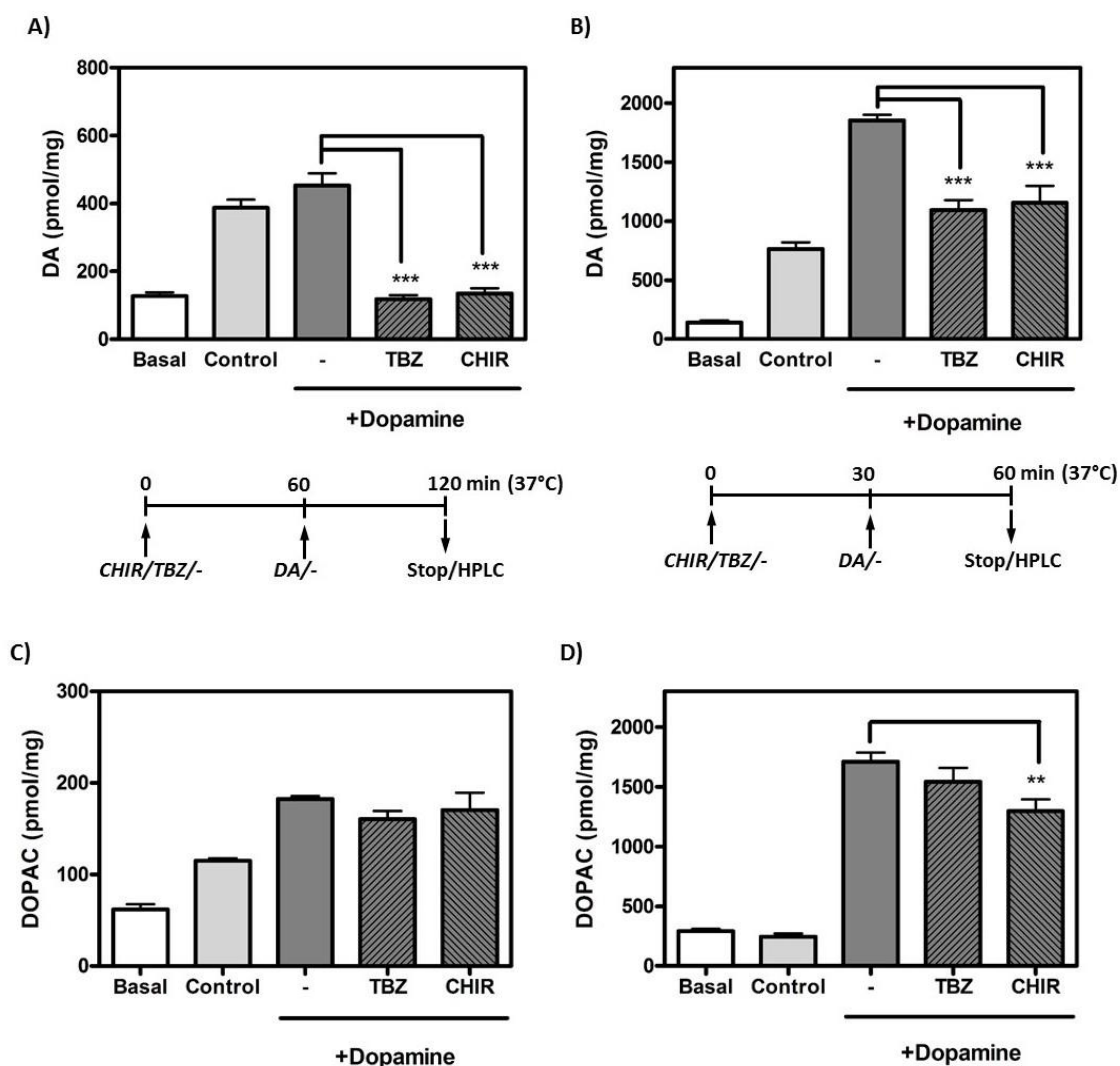 A)
800
600
400
200
0
DA (pmol/mg)
***
***
Basal Control - TBZ CHIR
+Dopamine
0 60 120 min (37°C)
CHIR/TBZ/- DA/- Stop/HPLC
B)
2000
1500
1000
500
0
DA (pmol/mg)
***
***
Basal Control - TBZ CHIR
+Dopamine
0 30 60 min (37°C)
CHIR/TBZ/- DA/- Stop/HPLC
C)
300
200
100
0
DOPAC (pmol/mg)
Basal Control - TBZ CHIR
+Dopamine
D)
2000
1500
1000
500
0
DOPAC (pmol/mg)
**
Basal Control - TBZ CHIR
+Dopamine